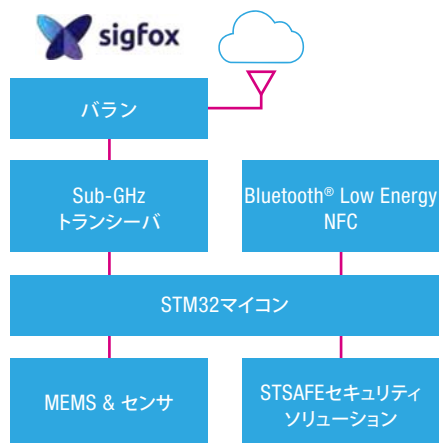 sigfox
バラン
Sub-GHz
トランシーバ
Bluetooth® Low Energy
NFC
STM32マイコン
MEMS & センサ
STSAFEセキュリティ
ソリューション